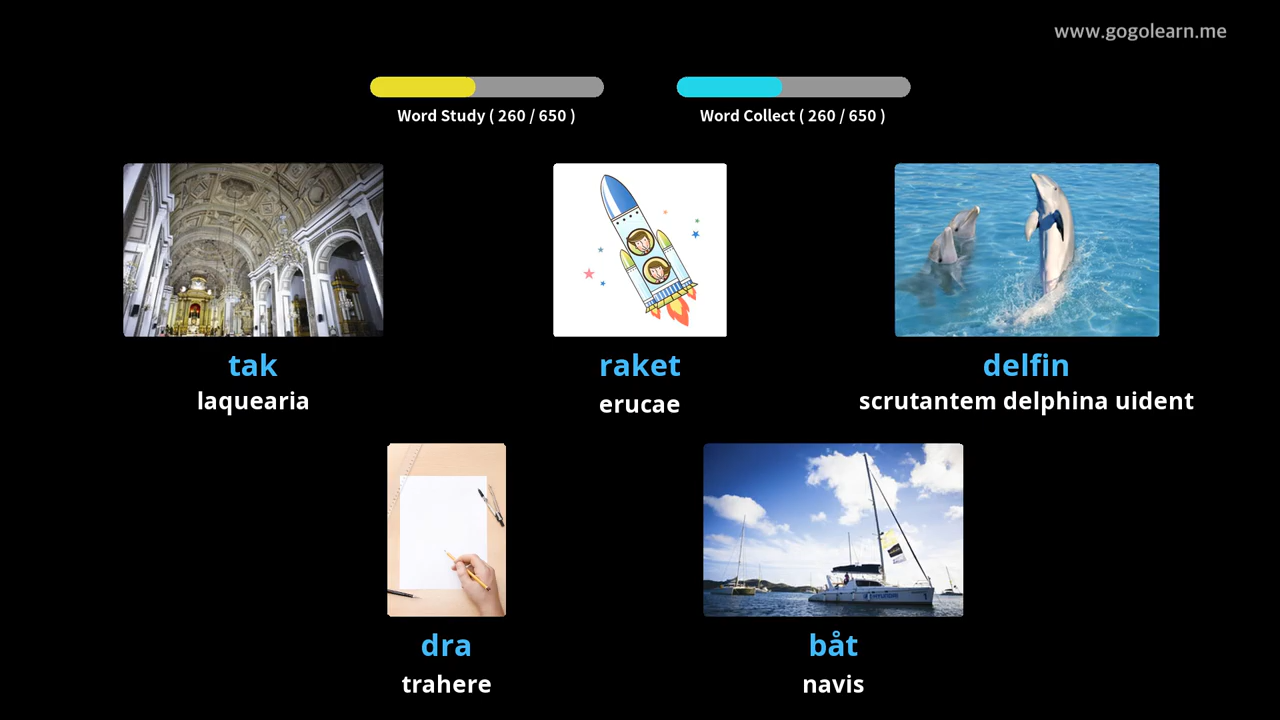 www.gogolearn.me
Word Study ( 260 / 650 )
Word Collect ( 260 / 650 )
tak
laquearia
raket
erucae
delfin
scrutantem delphina uident
dra
trahere
båt
navis